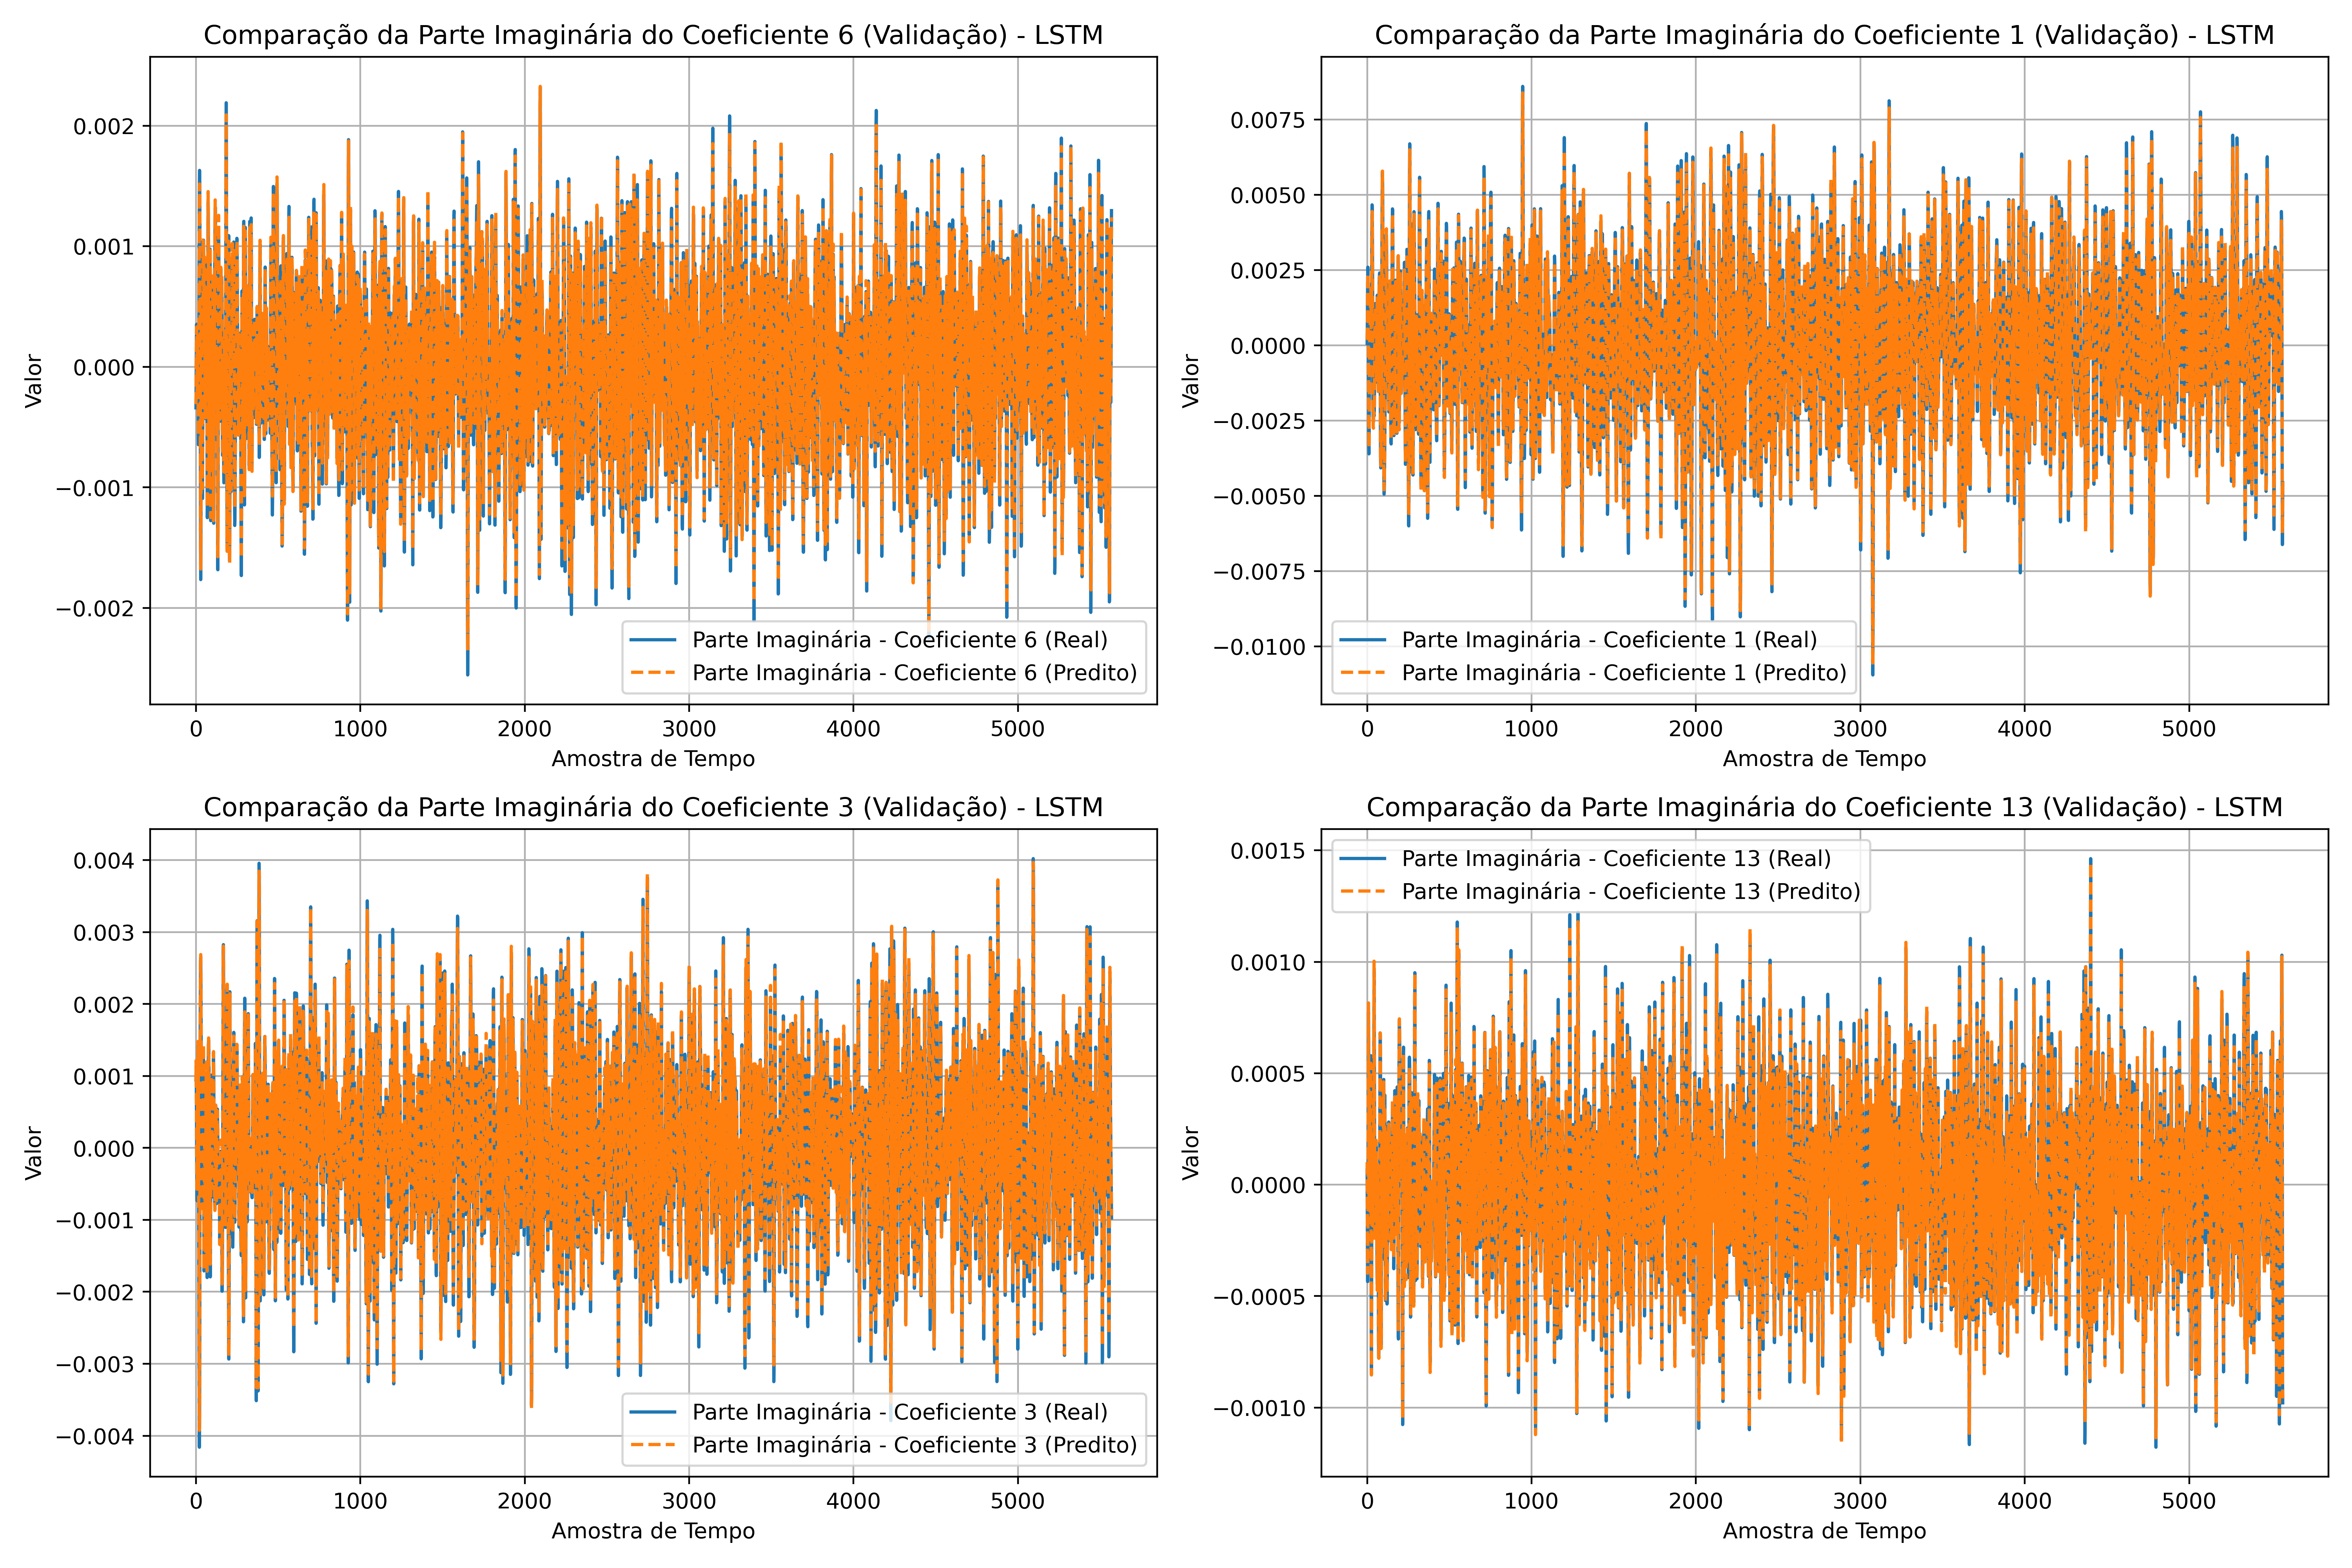 Comparação da Parte Imaginária do Coeficiente 6 (Validação) - LSTM
Valor
0.002
0.001
0.000
−0.001
−0.002
Parte Imaginária - Coeficiente 6 (Real)
Parte Imaginária - Coeficiente 6 (Predito)
0 1000 2000 3000 4000 5000
Amostra de Tempo
Comparação da Parte Imaginária do Coeficiente 1 (Validação) - LSTM
Valor
0.0075
0.0050
0.0025
0.0000
−0.0025
−0.0050
−0.0075
−0.0100
Parte Imaginária - Coeficiente 1 (Real)
Parte Imaginária - Coeficiente 1 (Predito)
0 1000 2000 3000 4000 5000
Amostra de Tempo
Comparação da Parte Imaginária do Coeficiente 3 (Validação) - LSTM
Valor
0.004
0.003
0.002
0.001
0.000
−0.001
−0.002
−0.003
−0.004
Parte Imaginária - Coeficiente 3 (Real)
Parte Imaginária - Coeficiente 3 (Predito)
0 1000 2000 3000 4000 5000
Amostra de Tempo
Comparação da Parte Imaginária do Coeficiente 13 (Validação) - LSTM
Parte Imaginária - Coeficiente 13 (Real)
Parte Imaginária - Coeficiente 13 (Predito)
Valor
0.0015
0.0010
0.0005
0.0000
−0.0005
−0.0010
0 1000 2000 3000 4000 5000
Amostra de Tempo